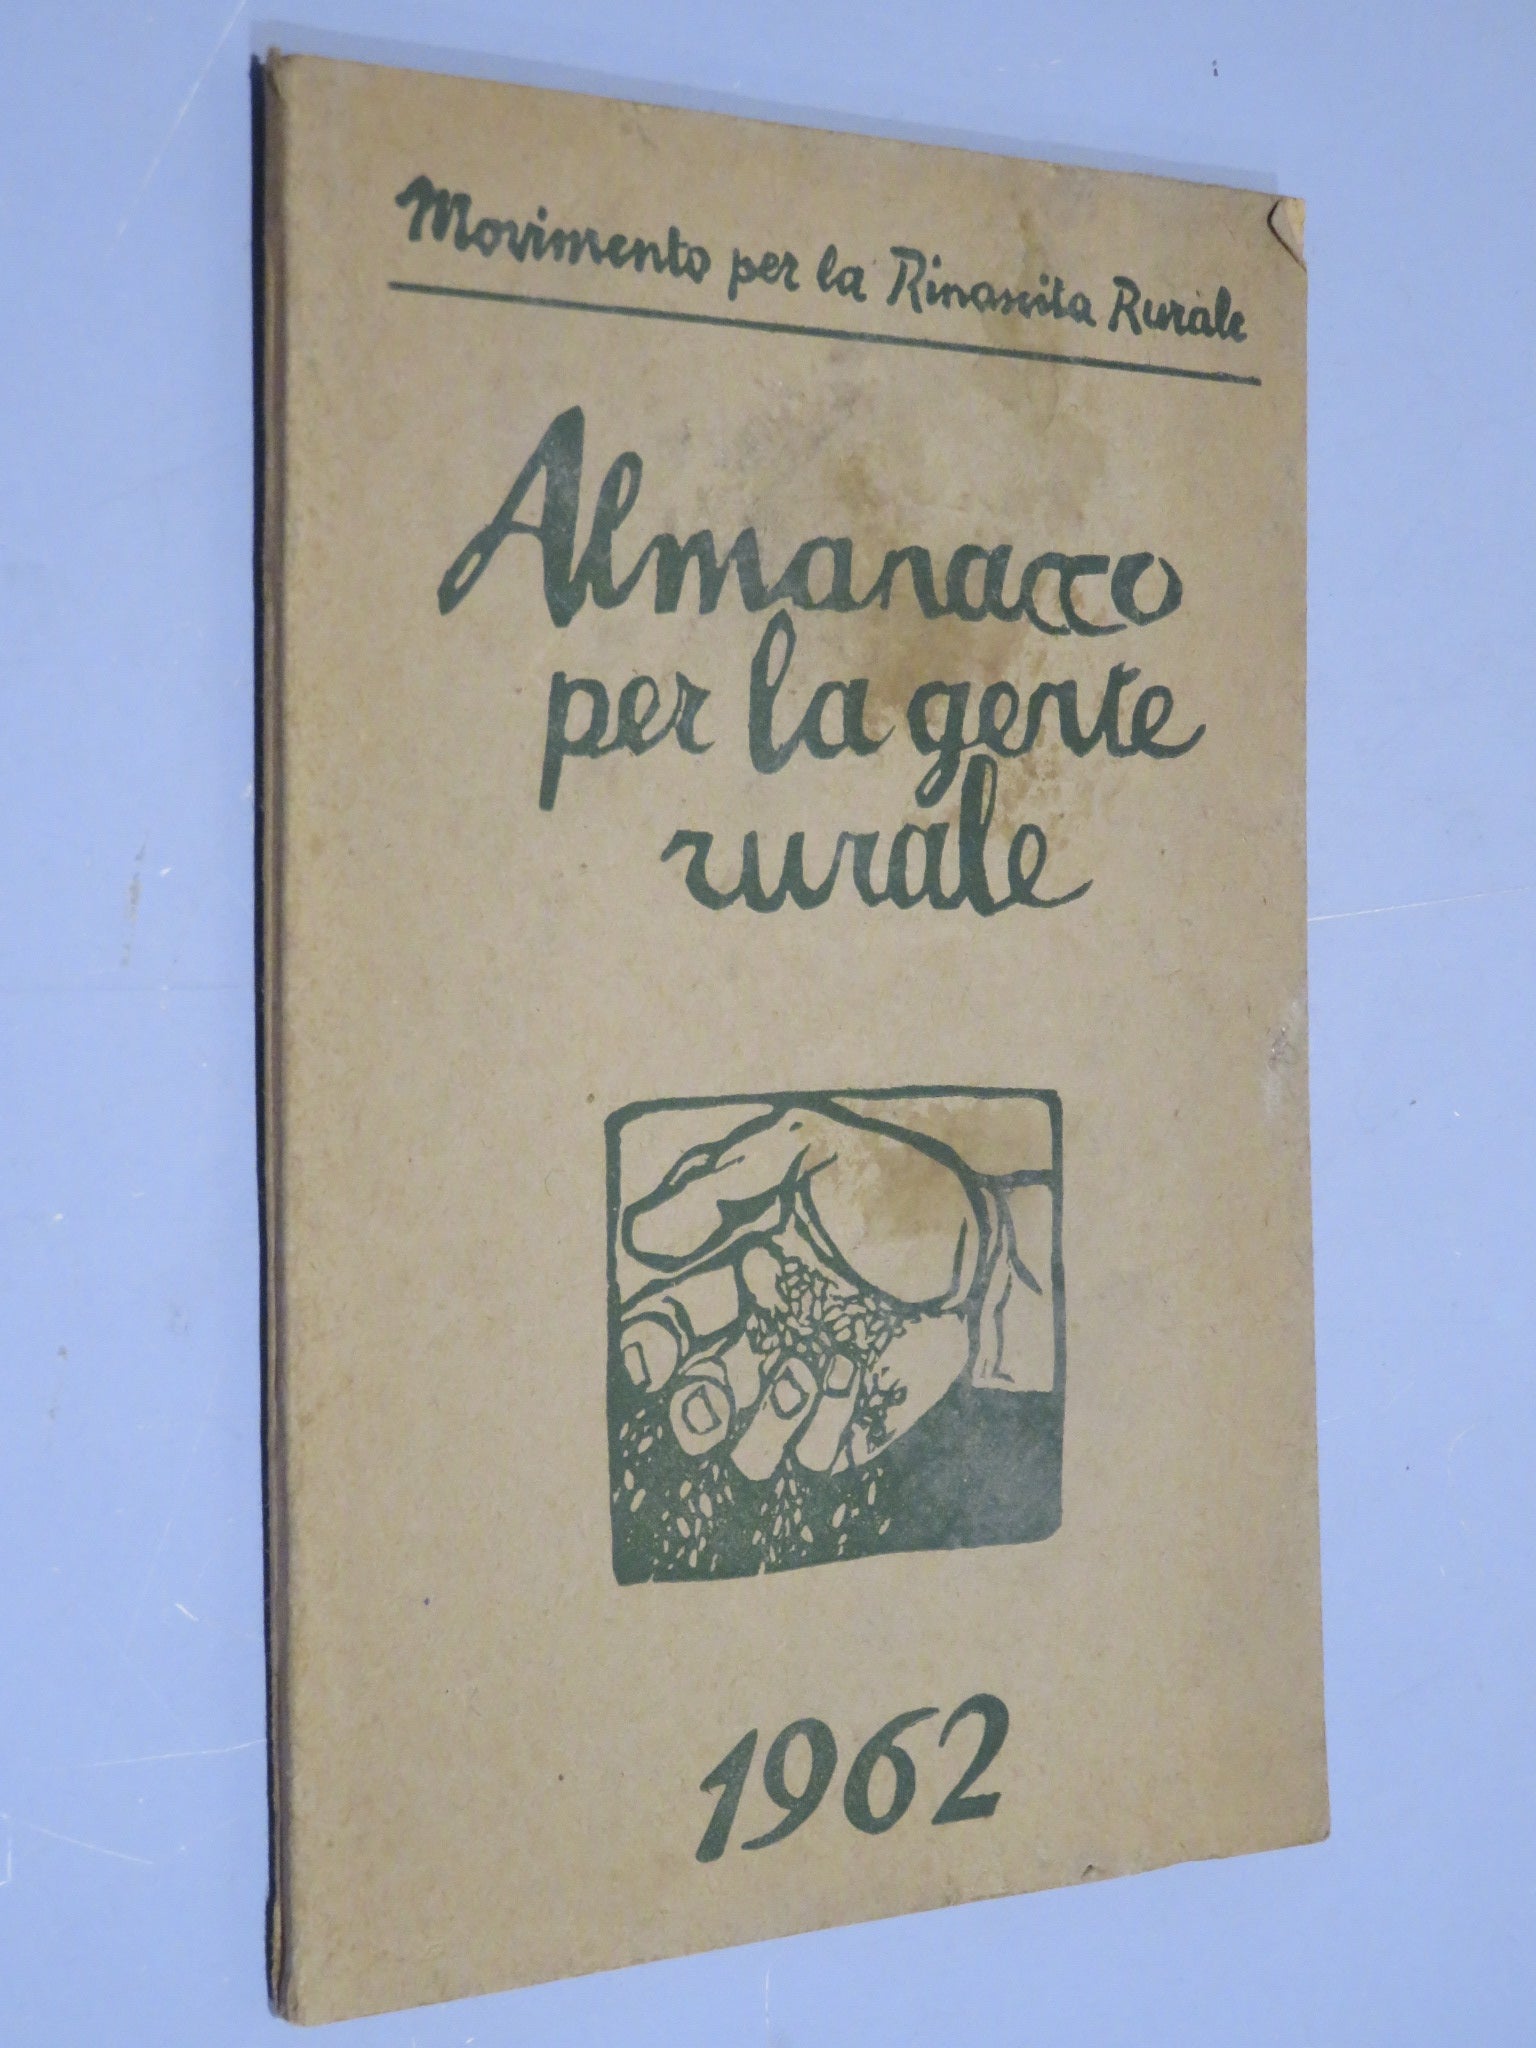 Movimento per la Rinascita Rurale
Almanacco
per la gente
rurale
1962